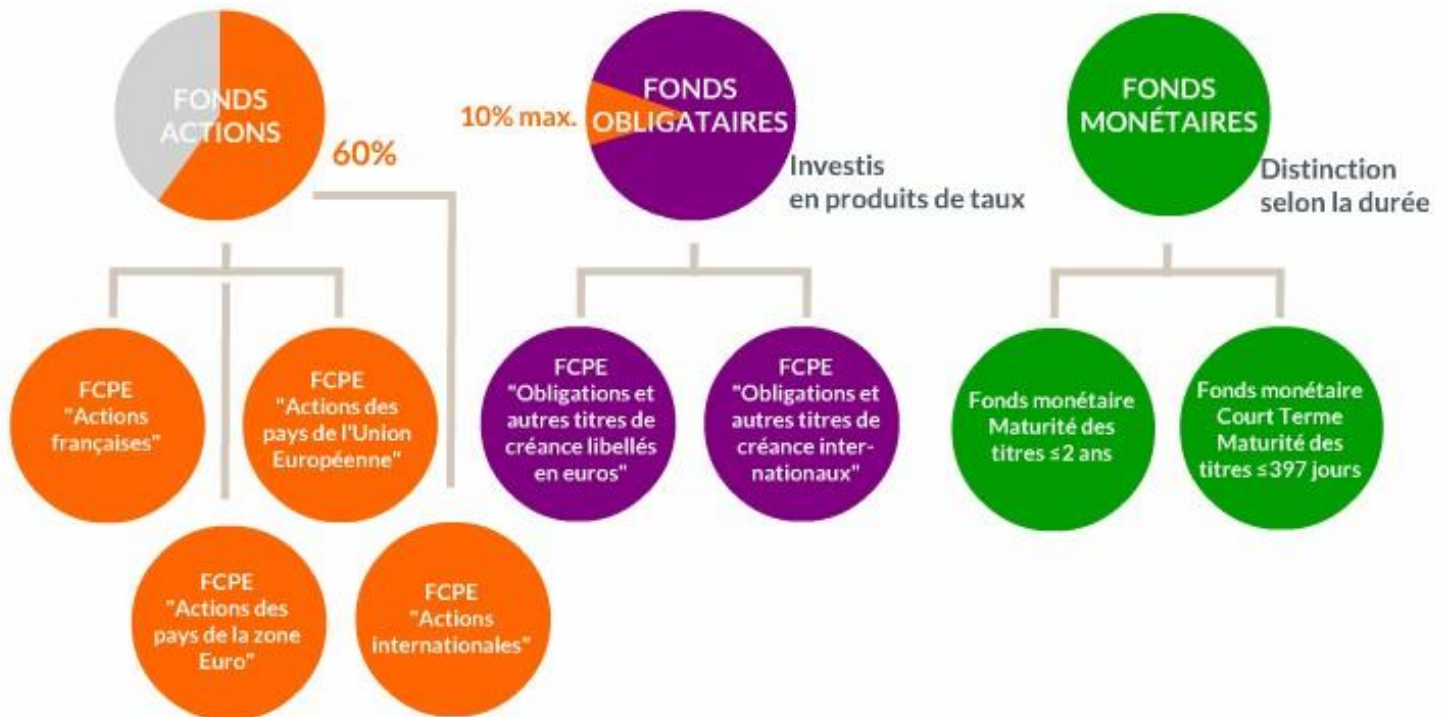 FONDS
ACTIONS
60%
10% max.
FONDS
OBLIGATAIRES
Investis
en produits de taux
FONDS
MONÉTAIRES
Distinction
selon la durée
FCPE
"Actions
françaises"
FCPE
"Actions des
pays de l'Union
Européenne"
FCPE
"Actions des
pays de la zone
Euro"
FCPE
"Actions
internationales"
FCPE
"Obligations et
autres titres de
créance libellés
en euros"
FCPE
"Obligations et
autres titres de
créance inter-
nationaux"
Fonds monétaire
Maturité des
titres ≤2 ans
Fonds monétaire
Court Terme
Maturité des
titres ≤397 jours